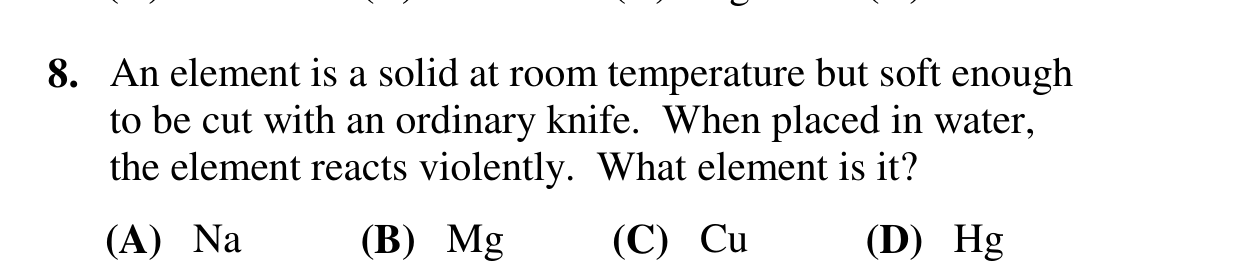 8. An element is a solid at room temperature but soft enough
to be cut with an ordinary knife. When placed in water,
the element reacts violently. What element is it?
(A) Na (B) Mg (C) Cu (D) Hg